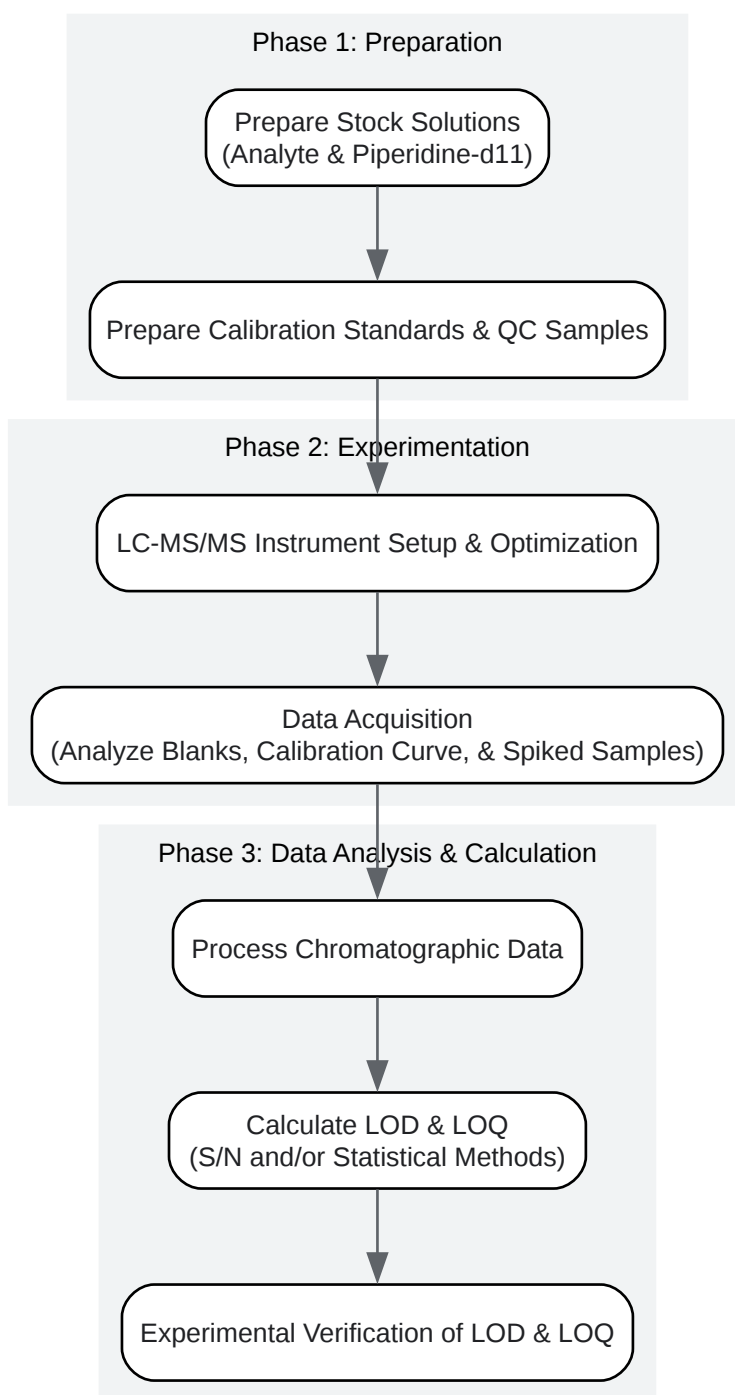 Phase 1: Preparation
Prepare Stock Solutions
(Analyte & Piperidine-d11)
Prepare Calibration Standards & QC Samples
Phase 2: Experimentation
LC-MS/MS Instrument Setup & Optimization
Data Acquisition
(Analyze Blanks, Calibration Curve, & Spiked Samples)
Phase 3: Data Analysis & Calculation
Process Chromatographic Data
Calculate LOD & LOQ
(S/N and/or Statistical Methods)
Experimental Verification of LOD & LOQ